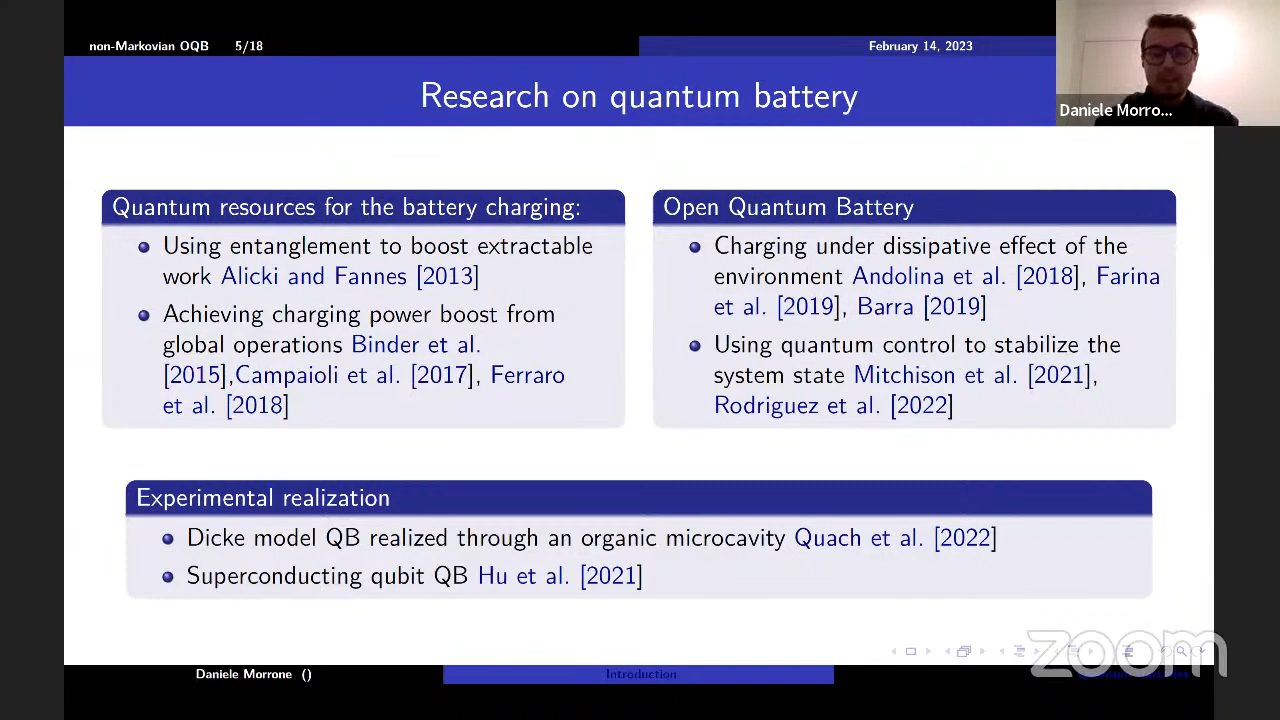 non-Markovian OQB 5/18
February 14, 2023
Research on quantum battery
Daniele Morro...
Quantum resources for the battery charging:
Using entanglement to boost extractable
work Alicki and Fannes [2013]
Achieving charging power boost from
global operations Binder et al.
[2015],Campaioli et al. [2017], Ferraro
et al. [2018]
Open Quantum Battery
Charging under dissipative effect of the
environment Andolina et al. [2018], Farina
et al. [2019], Barra [2019]
Using quantum control to stabilize the
system state Mitchison et al. [2021],
Rodriguez et al. [2022]
Experimental realization
Dicke model QB realized through an organic microcavity Quach et al. [2022]
Superconducting qubit QB Hu et al. [2021]
zoom
Daniele Morrone ()
Introduction